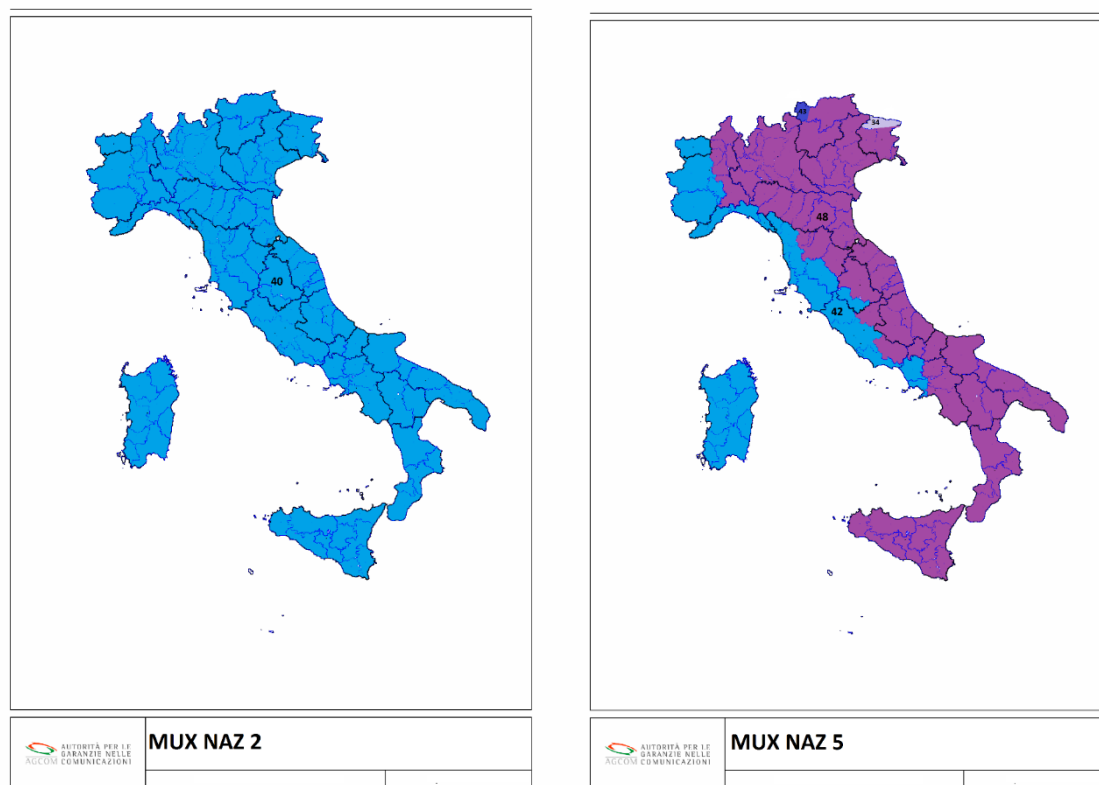 40
MUX NAZ 2
AUTORITÀ PER LE
GARANZIE NELLE
AGCOM COMUNICAZIONI
43
34
48
42
MUX NAZ 5
AUTORITÀ PER LE
GARANZIE NELLE
AGCOM COMUNICAZIONI